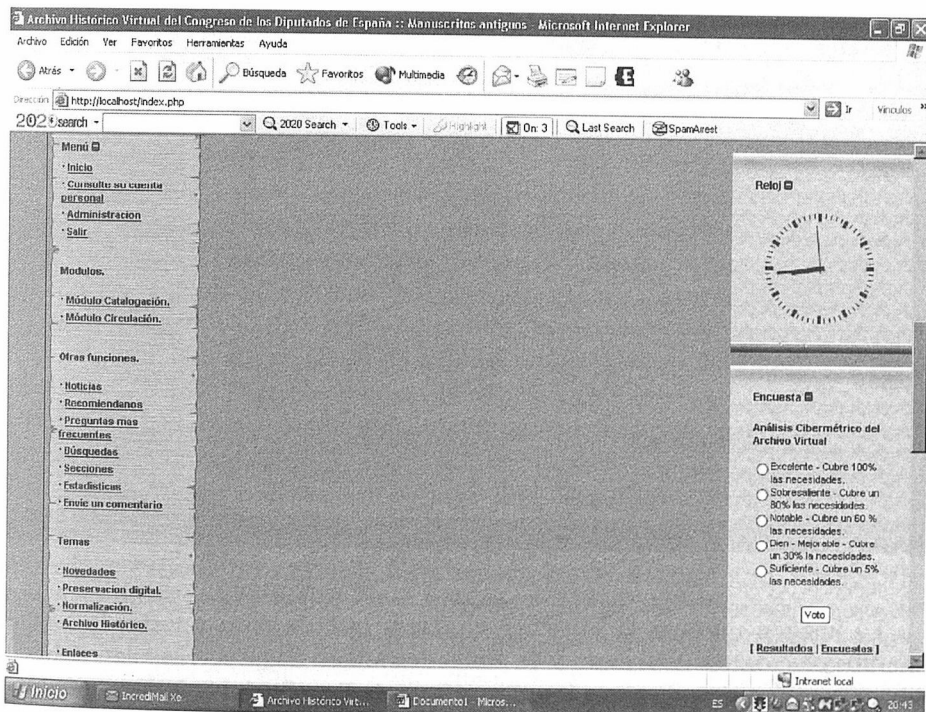 Archivo Histórico Virtual del Congreso de los Diputados de España :: Manuscritos antiguos - Microsoft Internet Explorer
Archivo Edición Ver Favoritos Herramientas Ayuda
Atrás Búsqueda Favoritos Multimedia
Dirección http://localhost/index.php Ir Vínculos »
2020search 2020 Search Tools Highlight On: 3 Last Search SpamArrest
Menú
· Inicio
· Consulte su cuenta
personal
· Administracion
· Salir
Modulos.
· Módulo Catalogación.
· Módulo Circulación.
Otras funciones.
· Noticias
· Recomiendanos
· Preguntas mas
frecuentes
· Búsquedas
· Secciones
· Estadisticas
· Envie un comentario
Temas
· Novedades
· Preservacion digital.
· Normalización.
· Archivo Histórico.
· Enlaces
Reloj
Encuesta
Análisis Cibermétrico del
Archivo Virtual
Excelente - Cubre 100%
las necesidades.
Sobresaliente - Cubre un
80% las necesidades.
Notable - Cubre un 60 %
las necesidades.
Bien - Mejorable - Cubre
un 30% la necesidades.
Suficiente - Cubre un 5%
las necesidades.
Voto
[ Resultados | Encuestas ]
Intranet local
Inicio IncrediMail Xe... Archivo Histórico Virt... Documento1 - Micros... ES 20:43